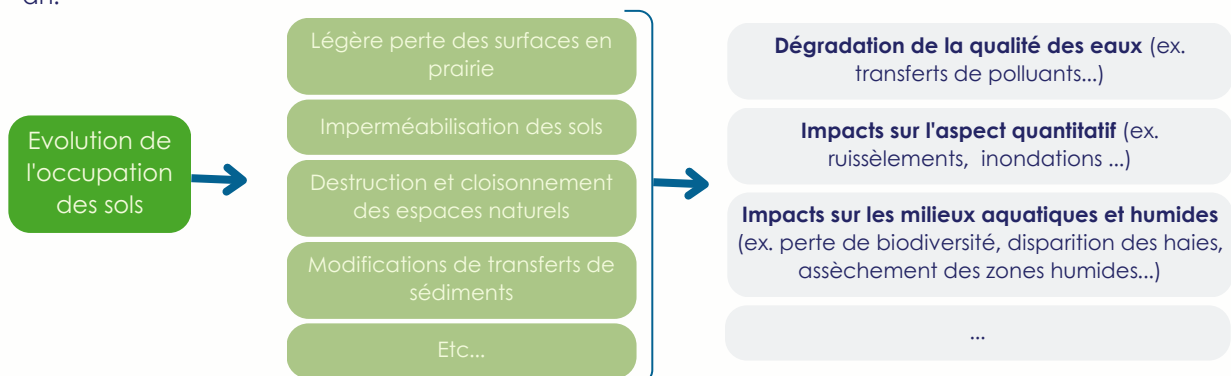 an.
Evolution de
l'occupation
des sols
Légère perte des surfaces en
prairie
Imperméabilisation des sols
Destruction et cloisonnement
des espaces naturels
Modifications de transferts de
sédiments
Etc...
Dégradation de la qualité des eaux (ex.
transferts de polluants...)
Impacts sur l'aspect quantitatif (ex.
ruissèlements, inondations ...)
Impacts sur les milieux aquatiques et humides
(ex. perte de biodiversité, disparition des haies,
assèchement des zones humides...)
...